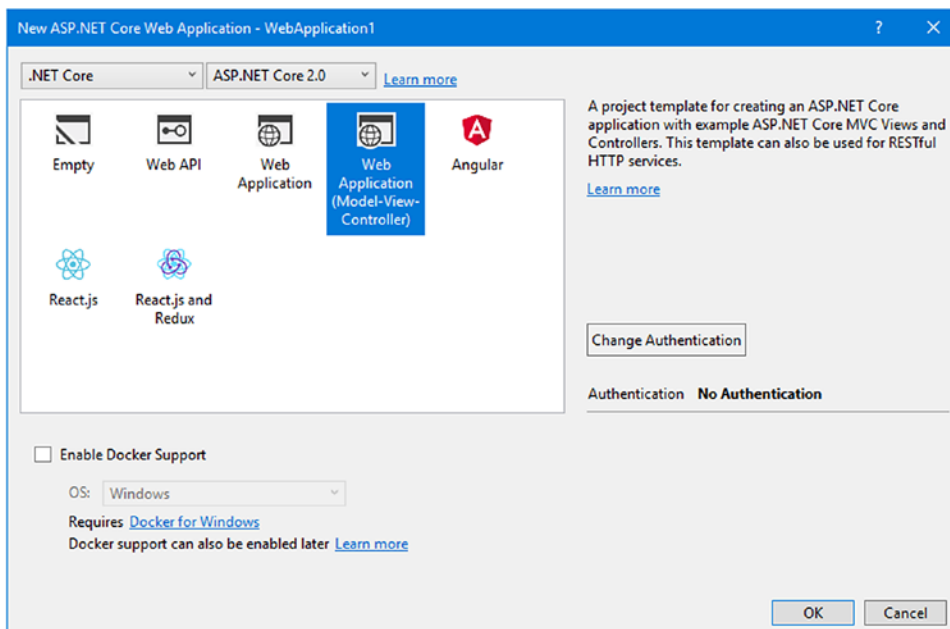 New ASP.NET Core Web Application - WebApplication1
.NET Core
ASP.NET Core 2.0
Learn more
Empty
Web API
Web
Application
Web
Application
(Model-View-
Controller)
Angular
React.js
React.js and
Redux
A project template for creating an ASP.NET Core
application with example ASP.NET Core MVC Views and
Controllers. This template can also be used for RESTful
HTTP services.
Learn more
Change Authentication
Authentication No Authentication
Enable Docker Support
OS: Windows
Requires Docker for Windows
Docker support can also be enabled later Learn more
OK
Cancel